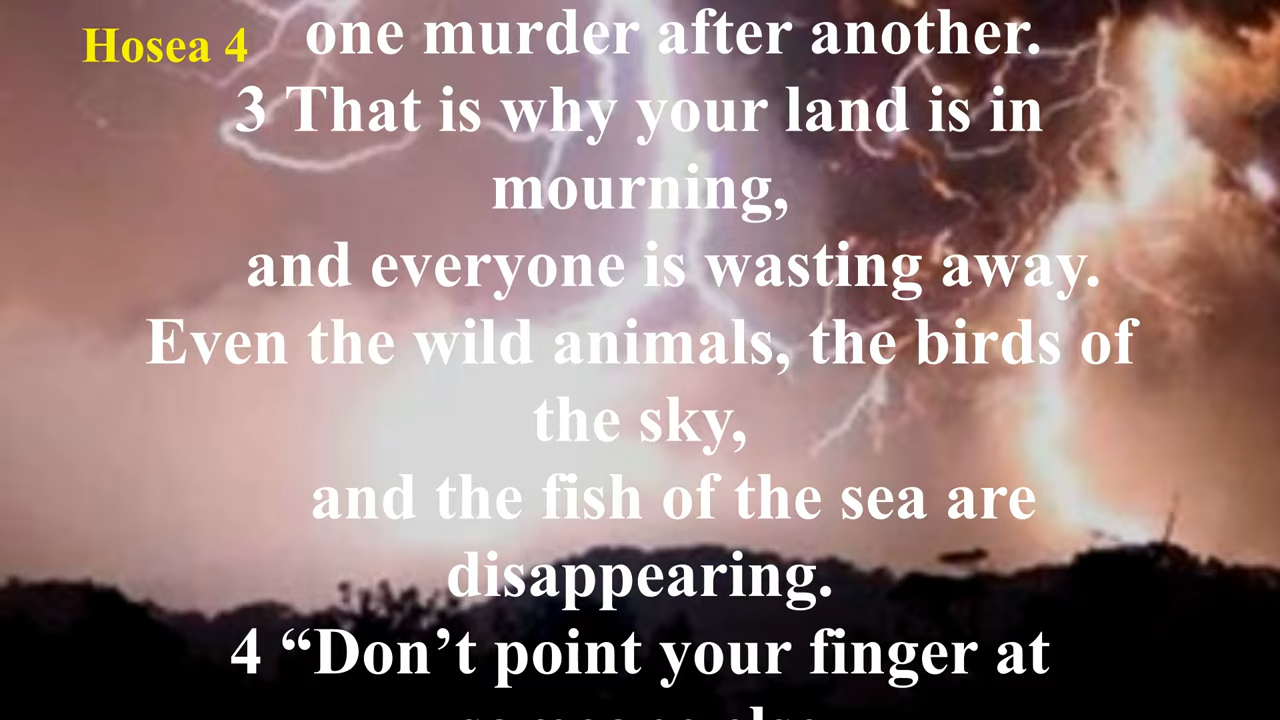 Hosea 4
one murder after another.
3 That is why your land is in
mourning,
and everyone is wasting away.
Even the wild animals, the birds of
the sky,
and the fish of the sea are
disappearing.
4 “Don’t point your finger at
someone else